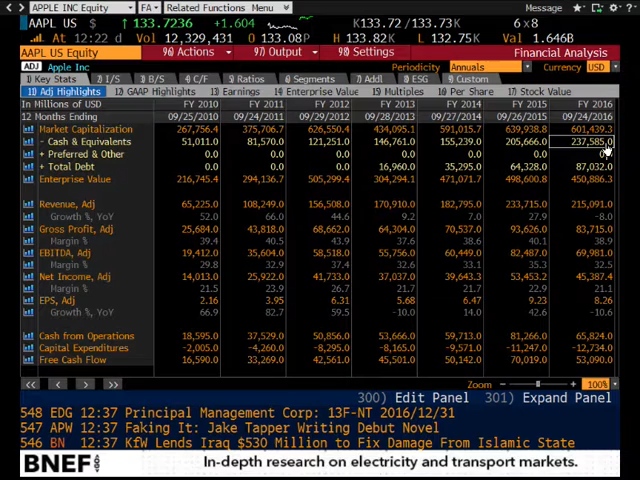 APPLE INC Equity FA Related Functions Menu Message
AAPL US $ ↑ 133.7236 +1.604 K133.72 / 133.73K 6x8
At 12:22 d Vol 12,329,431 O 133.08 H 133.82K L 132.75K Val 1.646B
AAPL US Equity 96) Actions 97) Output 98) Settings Financial Analysis
ADJ Apple Inc Periodicity Annuals Currency USD
1) Key Stats 2) I/S 3) B/S 4) C/F 5) Ratios 6) Segments 7) Addl 8) ESG 9) Custom
11) Adj Highlights 12) GAAP Highlights 13) Earnings 14) Enterprise Value 15) Multiples 16) Per Share 17) Stock Value
In Millions of USD FY 2010 FY 2011 FY 2012 FY 2013 FY 2014 FY 2015 FY 2016
12 Months Ending 09/25/2010 09/24/2011 09/29/2012 09/28/2013 09/27/2014 09/26/2015 09/24/2016
Market Capitalization 267,756.4 375,706.7 626,550.4 434,095.1 591,015.7 639,938.8 601,439.3
- Cash & Equivalents 51,011.0 81,570.0 121,251.0 146,761.0 155,239.0 205,666.0 237,585.0
+ Preferred & Other 0.0 0.0 0.0 0.0 0.0 0.0
+ Total Debt 0.0 0.0 0.0 16,960.0 35,295.0 64,328.0 87,032.0
Enterprise Value 216,745.4 294,136.7 505,299.4 304,294.1 471,071.7 498,600.8 450,886.3
Revenue, Adj 65,225.0 108,249.0 156,508.0 170,910.0 182,795.0 233,715.0 215,091.0
Growth %, YoY 52.0 66.0 44.6 9.2 7.0 27.9 -8.0
Gross Profit, Adj 25,684.0 43,818.0 68,662.0 64,304.0 70,537.0 93,626.0 83,715.0
Margin % 39.4 40.5 43.9 37.6 38.6 40.1 38.9
EBITDA, Adj 19,412.0 35,604.0 58,518.0 55,756.0 60,449.0 82,487.0 69,981.0
Margin % 29.8 32.9 37.4 32.6 33.1 35.3 32.5
Net Income, Adj 14,013.0 25,922.0 41,733.0 37,037.0 39,643.3 53,523.0 45,387.4
Margin % 21.5 23.9 26.7 21.7 21.7 22.9 21.1
EPS, Adj 2.16 3.95 6.31 5.68 6.47 9.23 8.26
Growth %, YoY 66.9 82.7 59.5 -10.0 14.0 42.6 -10.6
Cash from Operations 18,595.0 37,529.0 50,856.0 53,666.0 59,713.0 81,266.0 65,824.0
Capital Expenditures -2,005.0 -4,260.0 -8,295.0 -8,165.0 -9,571.0 -11,247.0 -12,734.0
Free Cash Flow 16,590.0 33,269.0 42,561.0 45,501.0 50,142.0 70,019.0 53,090.0
Zoom - + 100%
300) Edit Panel 301) Expand Panel
548 EDG 12:37 Principal Management Corp: 13F-NT 2016/12/31
547 APW 12:37 Faking It: Jake Tapper Writing Debut Novel
546 BN 12:37 KfW Lends Iraq $530 Million to Fix Damage From Islamic State
BNEF In-depth research on electricity and transport markets.